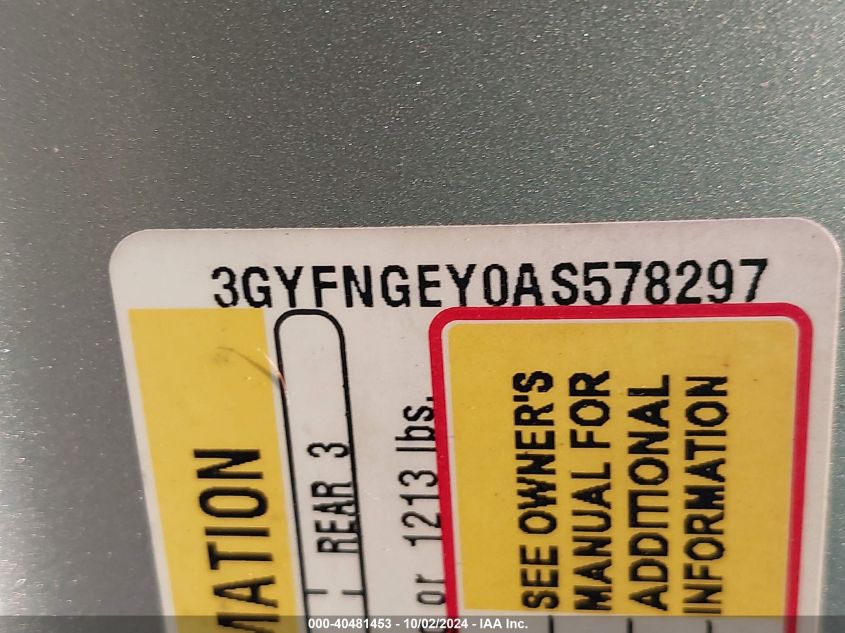 3GYFNGEY0AS578297
MATION
REAR 3
or 1213 lbs.
SEE OWNER'S
MANUAL FOR
ADDITIONAL
INFORMATION
000-40481453 - 10/02/2024 - IAA Inc.